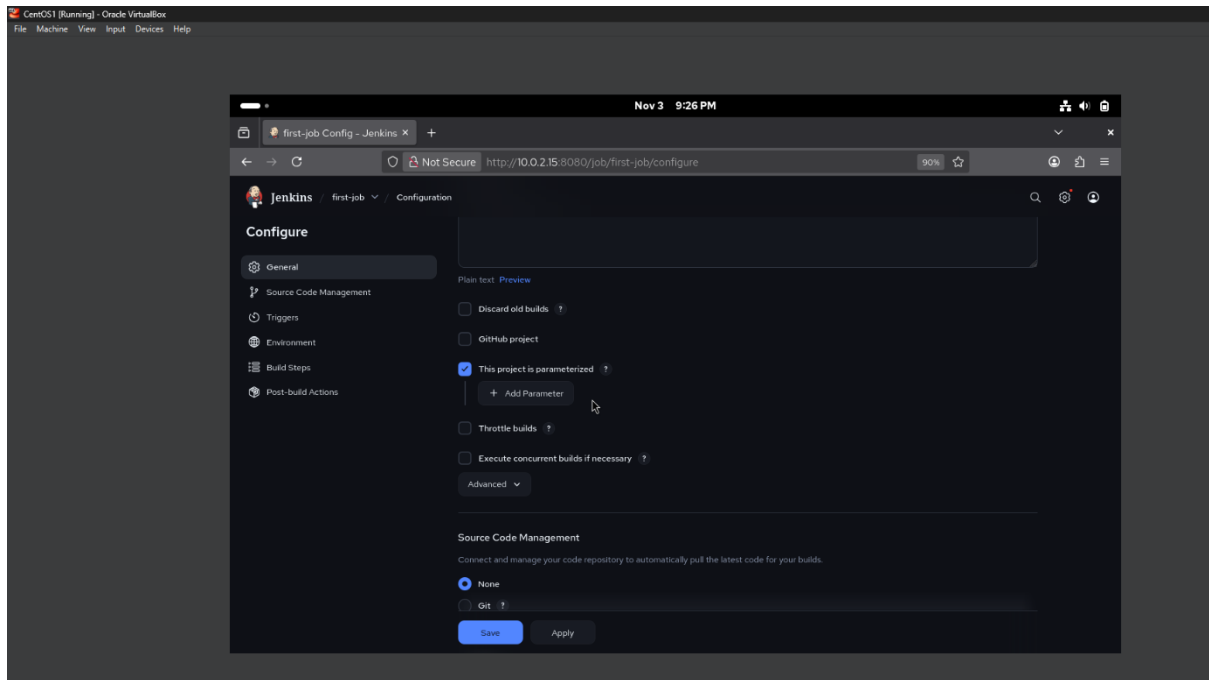 CentOS1 [Running] - Oracle VirtualBox
File Machine View Input Devices Help
Nov 3 9:26 PM
first-job Config - Jenkins × +
Not Secure http://10.0.2.15:8080/job/first-job/configure 90%
Jenkins / first-job / Configuration
Configure
General
Source Code Management
Triggers
Environment
Build Steps
Post-build Actions
Plain text Preview
Discard old builds ?
GitHub project
This project is parameterized ?
+ Add Parameter
Throttle builds ?
Execute concurrent builds if necessary ?
Advanced
Source Code Management
Connect and manage your code repository to automatically pull the latest code for your builds.
None
Git ?
Save Apply